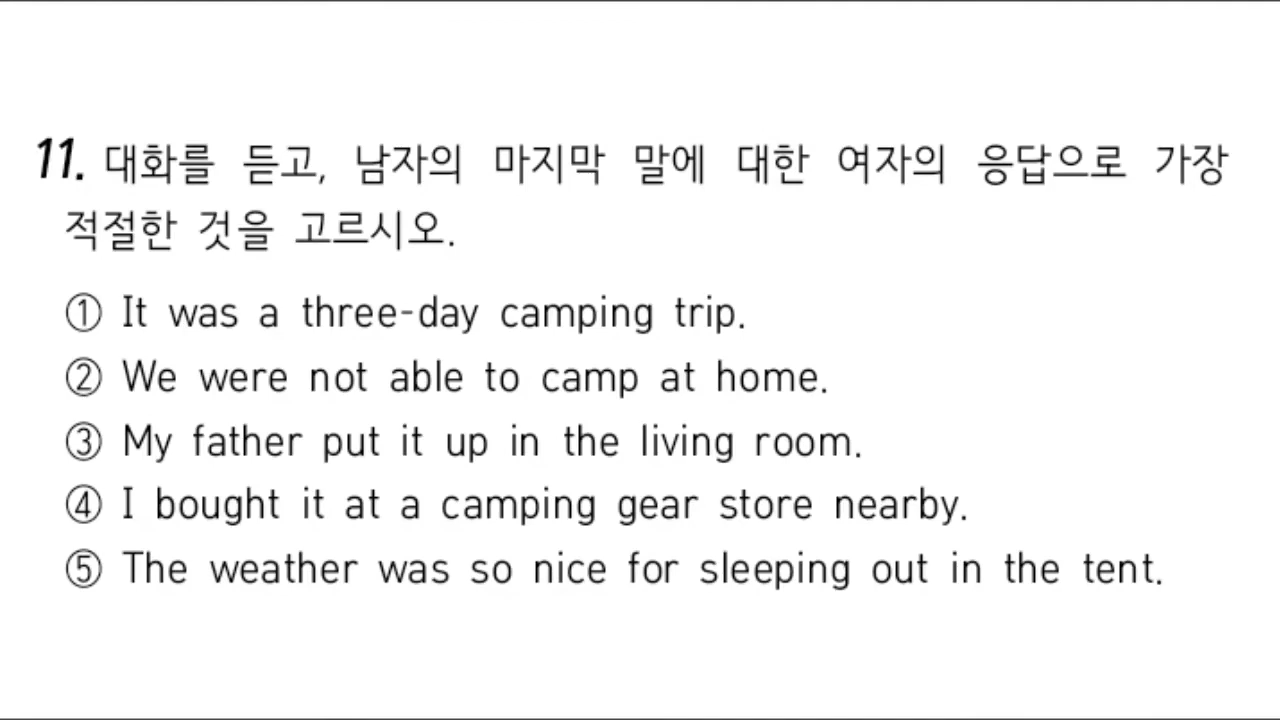 11. 대화를 듣고, 남자의 마지막 말에 대한 여자의 응답으로 가장
적절한 것을 고르시오.
① It was a three-day camping trip.
② We were not able to camp at home.
③ My father put it up in the living room.
④ I bought it at a camping gear store nearby.
⑤ The weather was so nice for sleeping out in the tent.